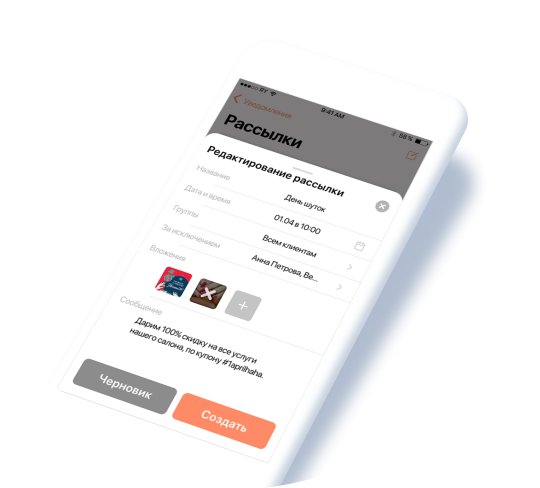 RY
9:41 AM
58%
Уведомления
Рассылки
Редактирование рассылки
Название
День шуток
Дата и время
01.04 в 10:00
Группы
Всем клиентам
За исключением
Анна Петрова, Ве...
Вложения
Сообщение
Дарим 100% скидку на все услуги
нашего салона, по купону #1aprilhaha.
Черновик
Создать